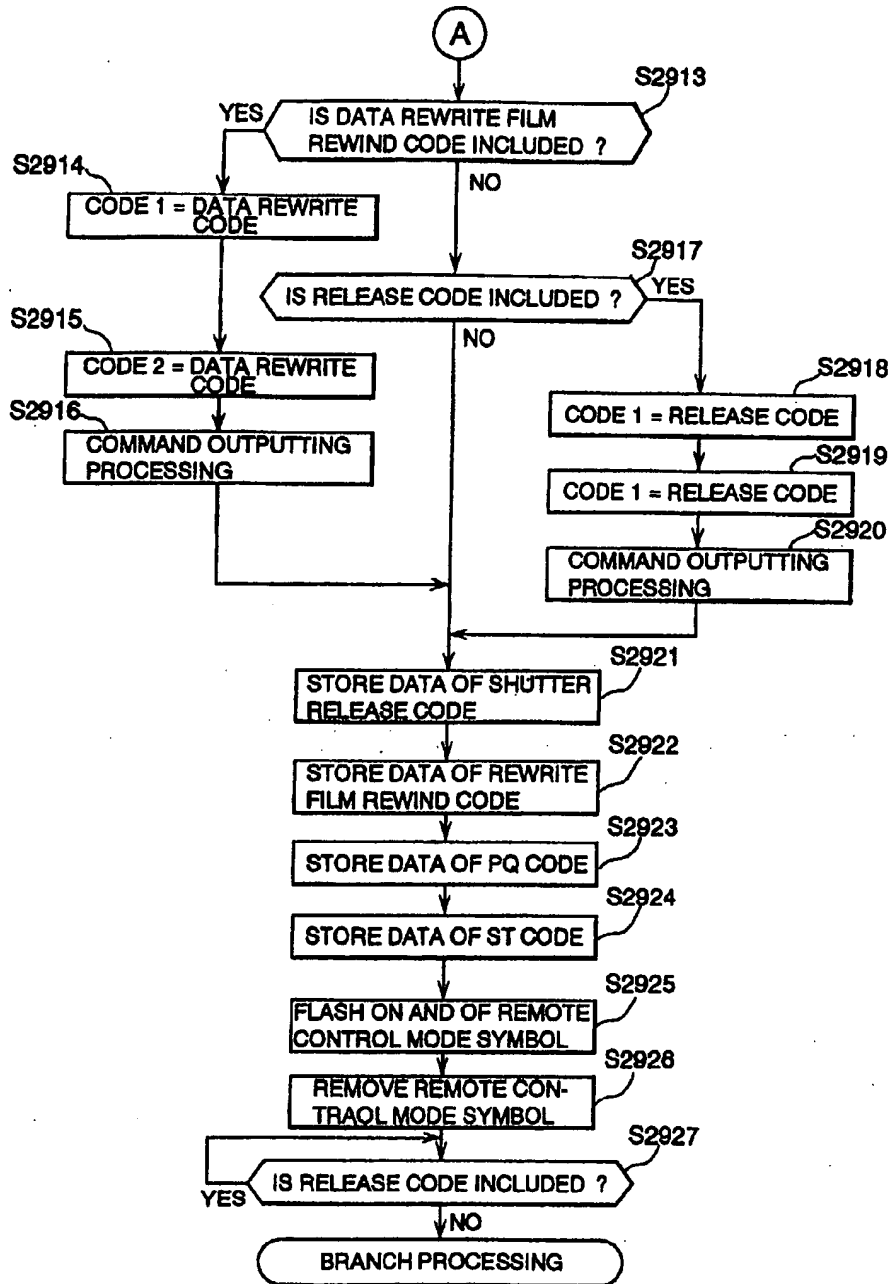 A
S2913
YES
IS DATA REWRITE FILM
REWIND CODE INCLUDED ?
NO
S2914
CODE 1 = DATA REWRITE
CODE
S2917
IS RELEASE CODE INCLUDED ?
YES
NO
S2915
CODE 2 = DATA REWRITE
CODE
S2916
COMMAND OUTPUTTING
PROCESSING
S2918
CODE 1 = RELEASE CODE
S2919
CODE 1 = RELEASE CODE
S2920
COMMAND OUTPUTTING
PROCESSING
S2921
STORE DATA OF SHUTTER
RELEASE CODE
S2922
STORE DATA OF REWRITE
FILM REWIND CODE
S2923
STORE DATA OF PQ CODE
S2924
STORE DATA OF ST CODE
S2925
FLASH ON AND OF REMOTE
CONTROL MODE SYMBOL
S2926
REMOVE REMOTE CON-
TRAOL MODE SYMBOL
S2927
IS RELEASE CODE INCLUDED ?
YES
NO
BRANCH PROCESSING